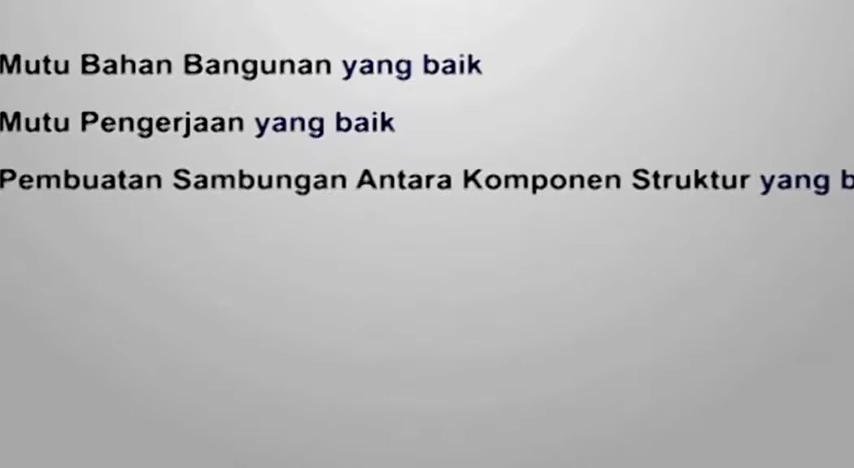 Mutu Bahan Bangunan yang baik
Mutu Pengerjaan yang baik
Pembuatan Sambungan Antara Komponen Struktur yang